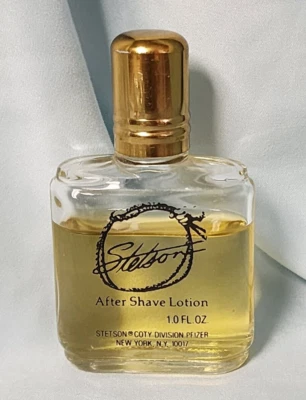 Stetson
After Shave Lotion
1.0 FL. OZ.
STETSON® COTY DIVISION PFIZER
NEW YORK, N.Y. 10017